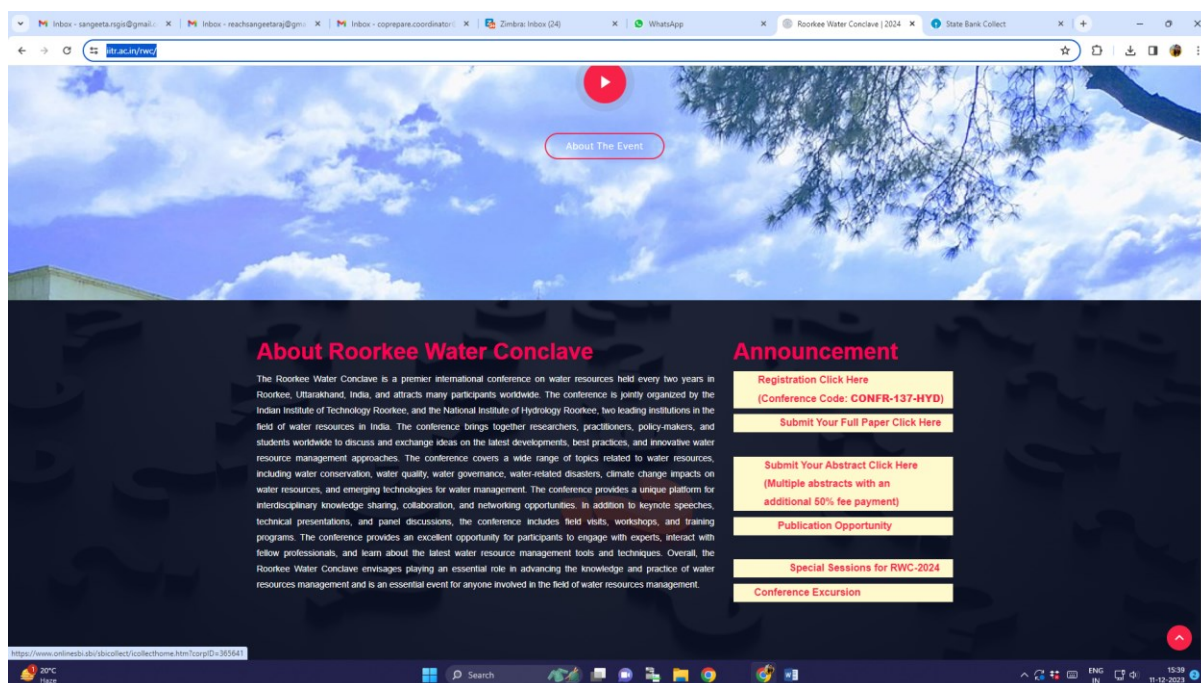 Inbox - sangeeta.rsgis@gmail.c
Inbox - reachsangeetaraj@gma
Inbox - coprepare.coordinator
Zimbra: Inbox (24)
WhatsApp
Roorkee Water Conclave | 2024
State Bank Collect
iitr.ac.in/rwc/
About The Event
About Roorkee Water Conclave
The Roorkee Water Conclave is a premier international conference on water resources held every two years in
Roorkee, Uttarakhand, India, and attracts many participants worldwide. The conference is jointly organized by the
Indian Institute of Technology Roorkee, and the National Institute of Hydrology Roorkee, two leading institutions in the
field of water resources in India. The conference brings together researchers, practitioners, policy-makers, and
students worldwide to discuss and exchange ideas on the latest developments, best practices, and innovative water
resource management approaches. The conference covers a wide range of topics related to water resources,
including water conservation, water quality, water governance, water-related disasters, climate change impacts on
water resources, and emerging technologies for water management. The conference provides a unique platform for
interdisciplinary knowledge sharing, collaboration, and networking opportunities. In addition to keynote speeches,
technical presentations, and panel discussions, the conference includes field visits, workshops, and training
programs. The conference provides an excellent opportunity for participants to engage with experts, interact with
fellow professionals, and learn about the latest water resource management tools and techniques. Overall, the
Roorkee Water Conclave envisages playing an essential role in advancing the knowledge and practice of water
resources management and is an essential event for anyone involved in the field of water resources management.
Announcement
Registration Click Here
(Conference Code: CONFR-137-HYD)
Submit Your Full Paper Click Here
Submit Your Abstract Click Here
(Multiple abstracts with an
additional 50% fee payment)
Publication Opportunity
Special Sessions for RWC-2024
Conference Excursion
https://www.onlinesbi.sbi/sbicollect/icollecthome.htm?corpID=365641
1
20°C
Haze
Search
ENG
IN
15:39
11-12-2023